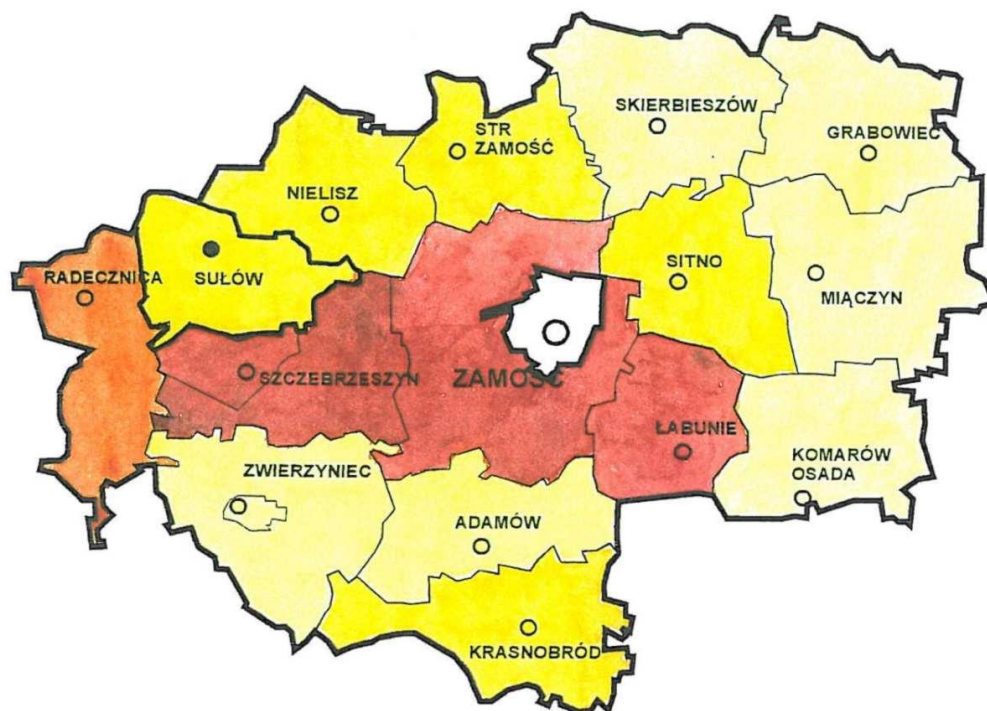 SKIERBIESZÓW
GRABOWIEC
STR
ZAMOŚĆ
NIELISZ
RADECZNICA
SUŁÓW
SITNO
MIĄCZYN
SZCZEBRZESZYN
ZAMOŚĆ
ŁABUNIE
ZWIERZYNIEC
KOMARÓW
OSADA
ADAMÓW
KRASNOBRÓD